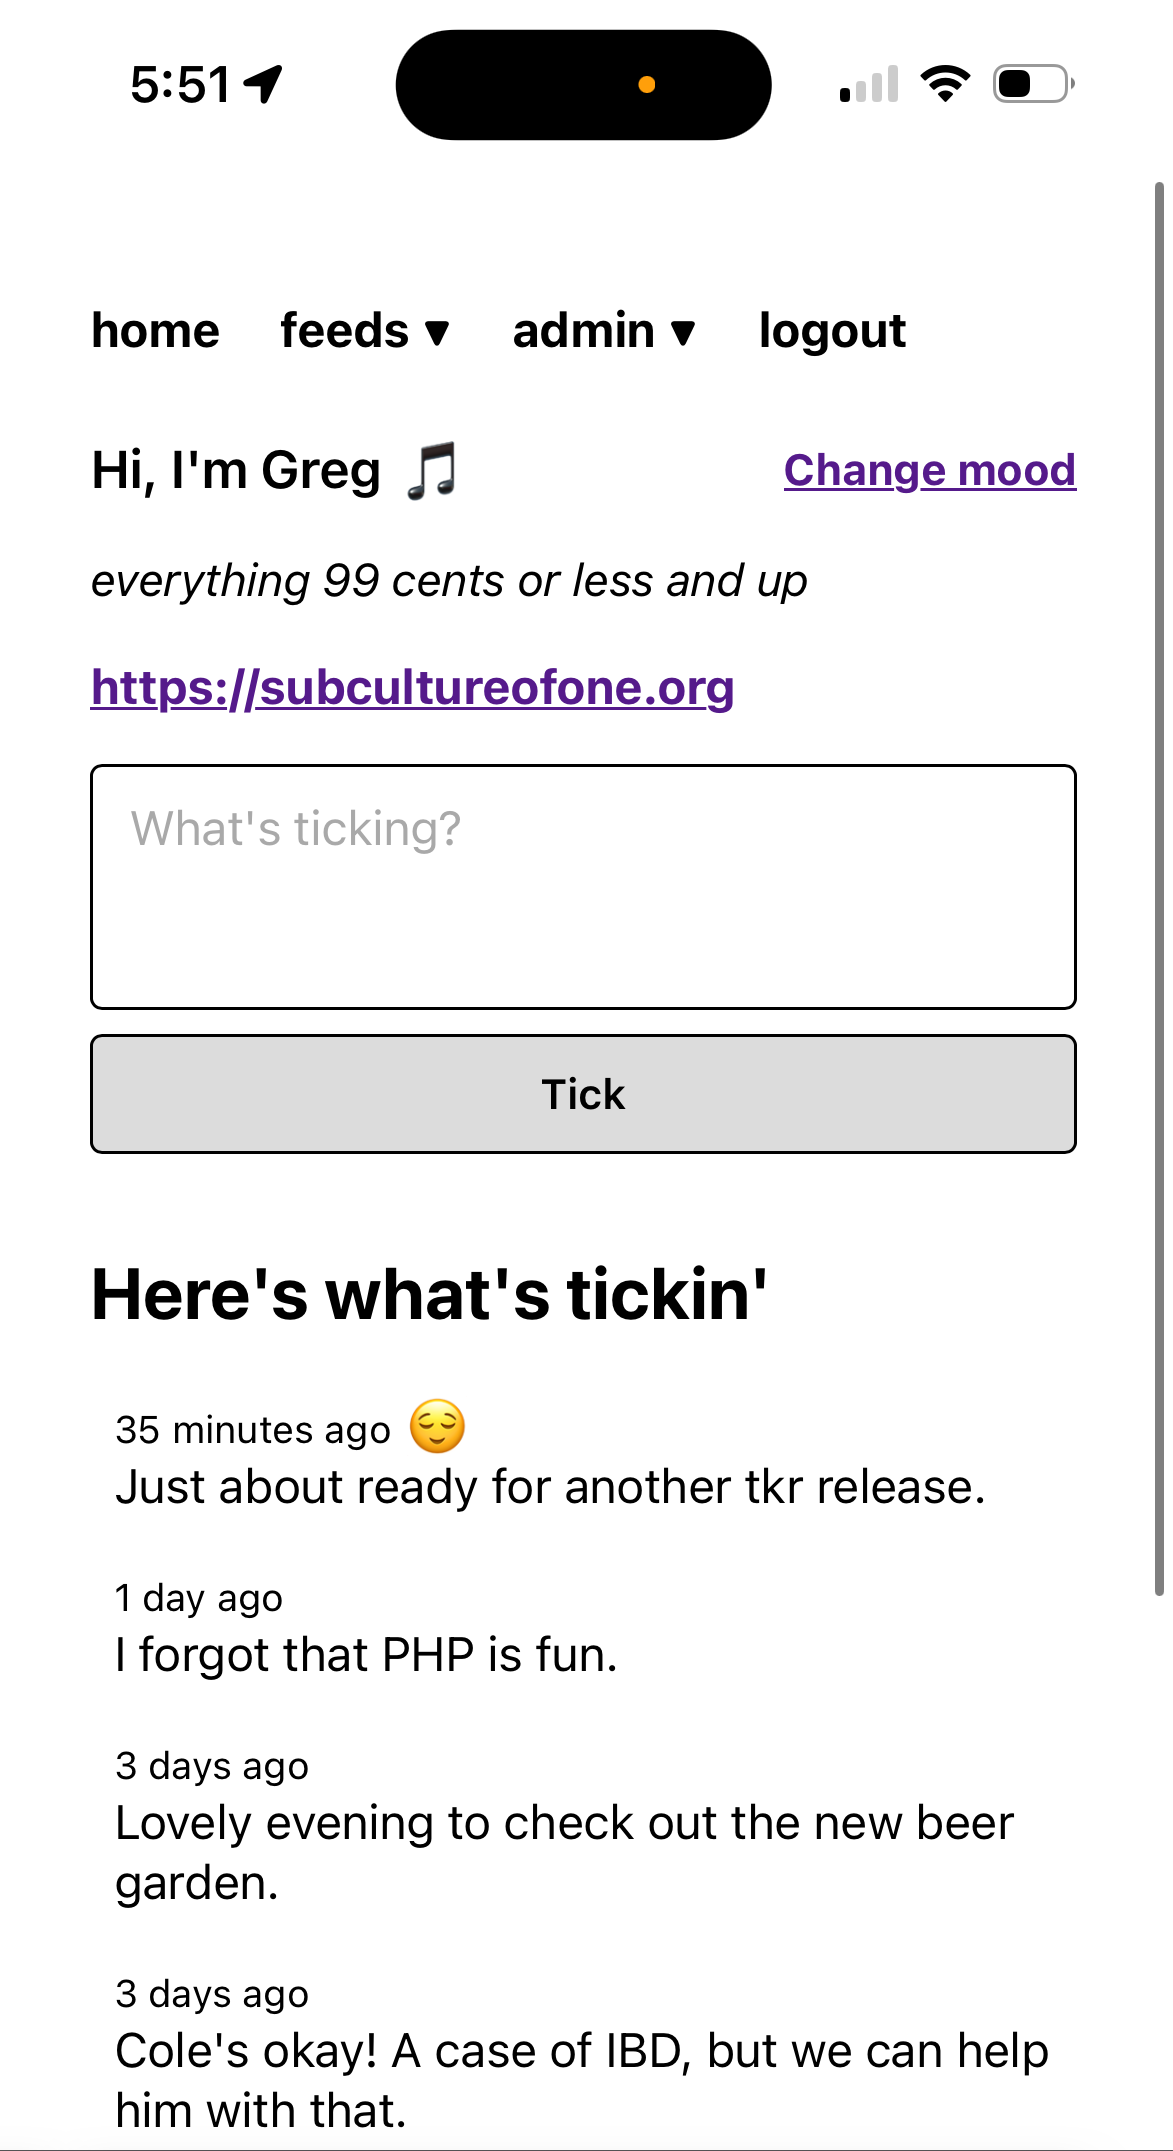 5:51
home feeds ▼ admin ▼ logout
Hi, I'm Greg 🎵 Change mood
everything 99 cents or less and up
https://subcultureofone.org
What's ticking?
Tick
Here's what's tickin'
35 minutes ago 😌
Just about ready for another tkr release.
1 day ago
I forgot that PHP is fun.
3 days ago
Lovely evening to check out the new beer
garden.
3 days ago
Cole's okay! A case of IBD, but we can help
him with that.